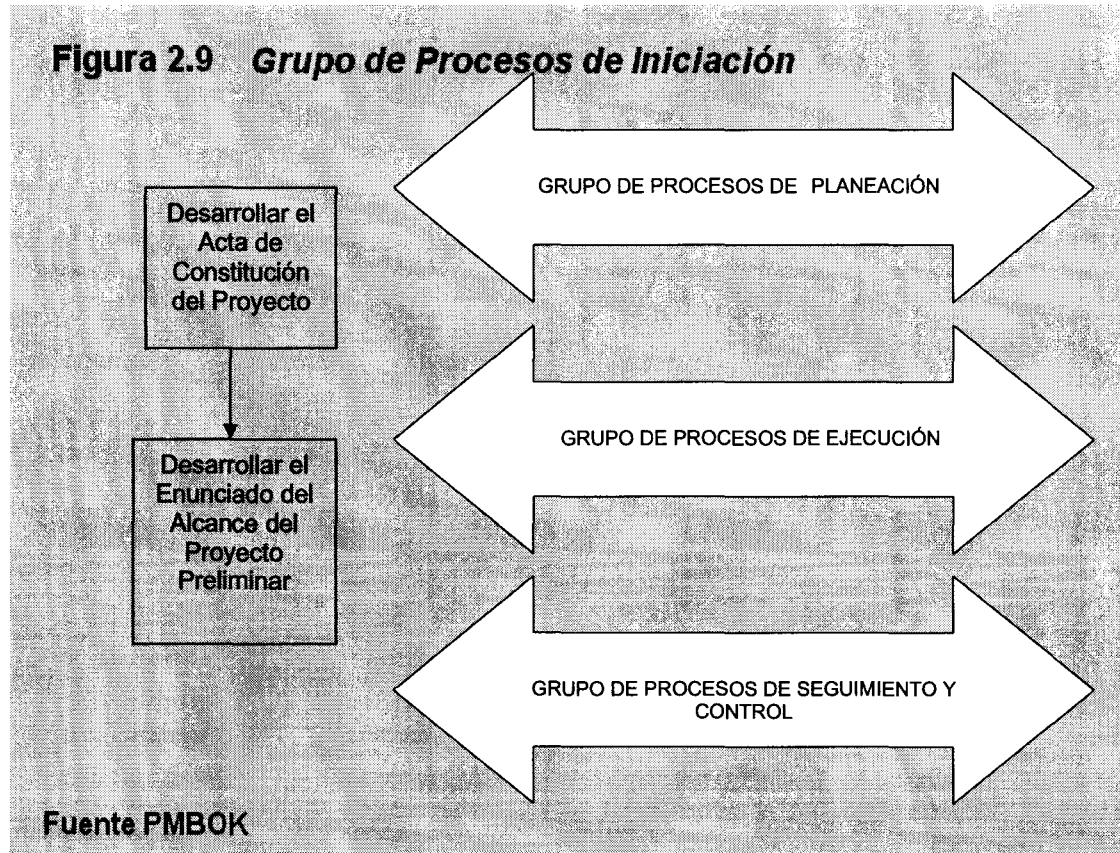 Figura 2.9 Grupo de Procesos de Iniciación
Desarrollar el
Acta de
Constitución
del Proyecto
Desarrollar el
Enunciado del
Alcance del
Proyecto
Preliminar
GRUPO DE PROCESOS DE PLANEACIÓN
GRUPO DE PROCESOS DE EJECUCIÓN
GRUPO DE PROCESOS DE SEGUIMIENTO Y
CONTROL
Fuente PMBOK